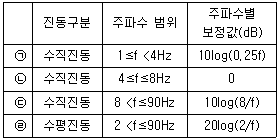 진동구분 주파수 범위 주파수별 보정값(dB)
㉠ 수직진동 1≤f <4Hz 10log(0,25f)
㉡ 수직진동 4≤f≤8Hz 0
㉢ 수직진동 8 <f≤90Hz 10log(8/f)
㉣ 수평진동 2 <f≤90Hz 20log(2/f)